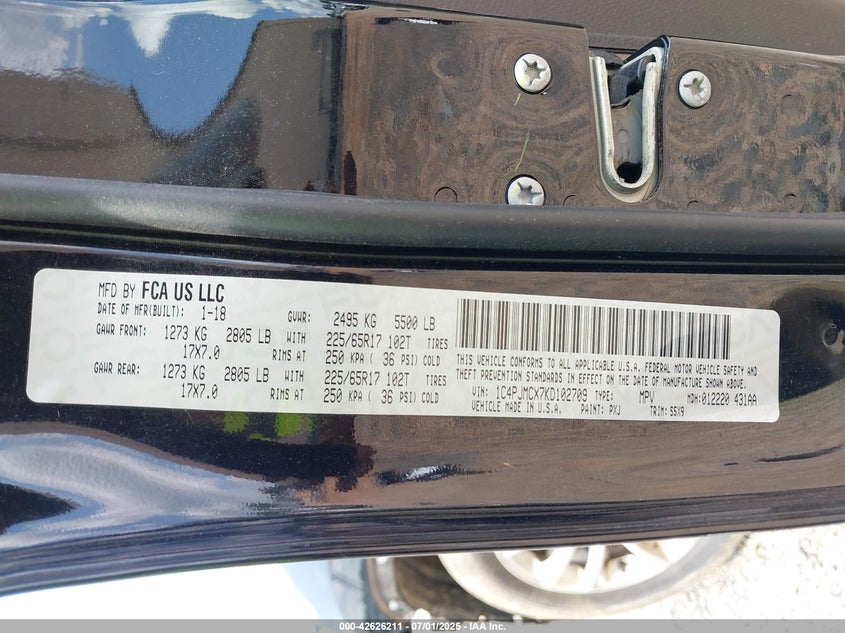 MFD BY FCA US LLC
DATE OF MFR(BUILT): 1-18 GVWR: 2495 KG 5500 LB
GAWR FRONT: 1273 KG 2805 LB WITH 225/65R17 102T TIRES
17X7.0 RIMS AT 250 KPA ( 36 PSI) COLD
GAWR REAR: 1273 KG 2805 LB WITH 225/65R17 102T TIRES
17X7.0 RIMS AT 250 KPA ( 36 PSI) COLD
THIS VEHICLE CONFORMS TO ALL APPLICABLE U.S.A. FEDERAL MOTOR VEHICLE SAFETY AND
THEFT PREVENTION STANDARDS IN EFFECT ON THE DATE OF MANUFACTURE SHOWN ABOVE.
VIN: 1C4PJMCX7KD102709 TYPE: MPV MDH:012220 431AA
VEHICLE MADE IN U.S.A. PAINT: PXJ TRIM: S5I9
000-42626211 - 07/01/2025 - IAA Inc.